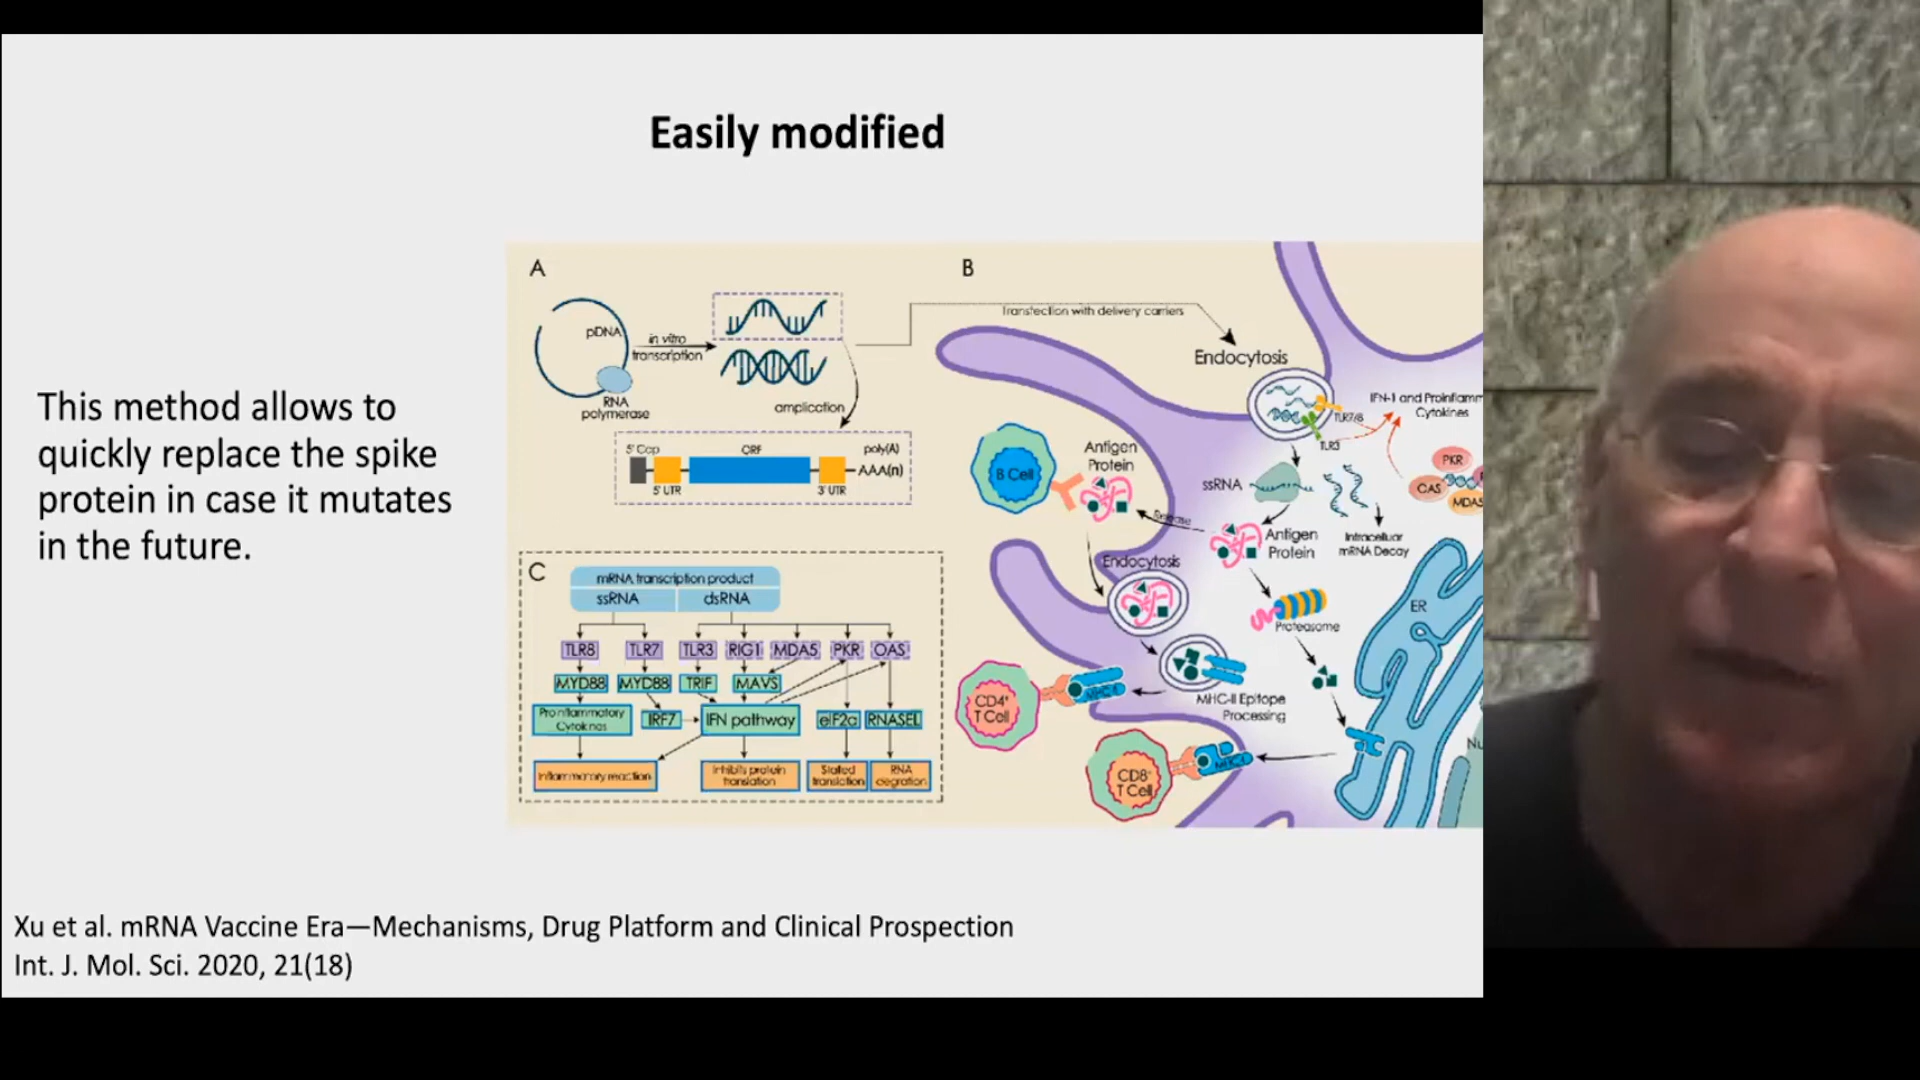 Easily modified
This method allows to
quickly replace the spike
protein in case it mutates
in the future.
A
pDNA
in vitro
transcription
RNA
polymerase
amplication
5' Cap
ORF
poly(A)
AAA(n)
5' UTR
3' UTR
B
Transfection with delivery carriers
Endocytosis
TLR7/8
TLR3
IFN-1 and Proinflamm
Cytokines
PKR
OAS
MDA5
B Cell
Antigen
Protein
ssRNA
Release
Antigen
Protein
Intracelluar
mRNA Decay
Endocytosis
Proteasome
ER
MHC-II Epitope
Processing
CD4+
T Cell
CD8+
T Cell
Nu
C
mRNA transcription product
ssRNA
dsRNA
TLR8
TLR7
TLR3
RIG1
MDA5
PKR
OAS
MYD88
MYD88
TRIF
MAVS
Proinflammatory
Cytokines
IRF7
IFN pathway
eIF2a
RNASEL
Inflammatory reaction
Inhibits protein
translation
Stalled
translation
RNA
degration
Xu et al. mRNA Vaccine Era—Mechanisms, Drug Platform and Clinical Prospection
Int. J. Mol. Sci. 2020, 21(18)